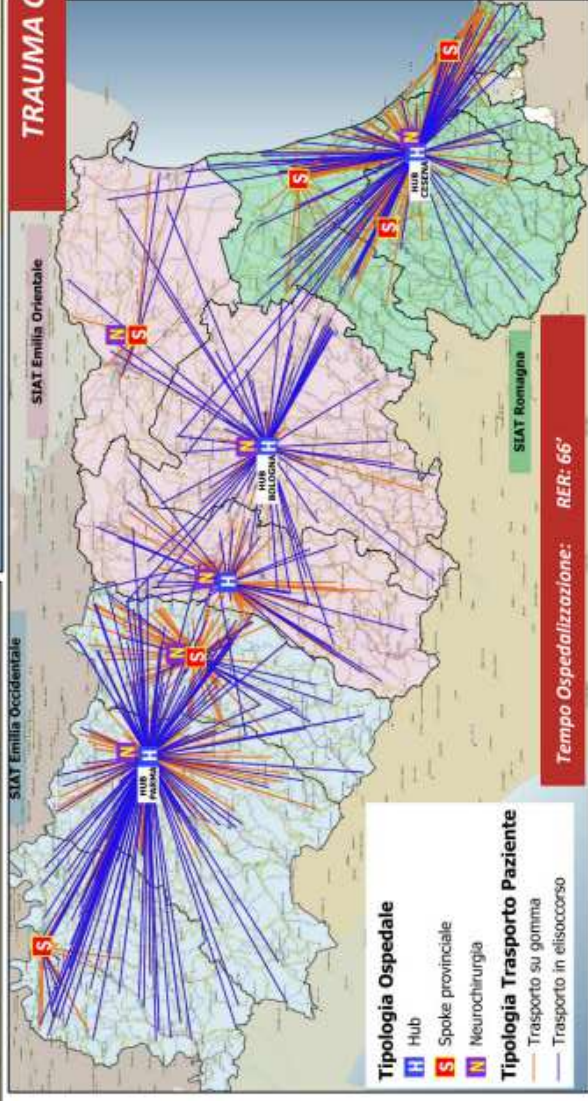 TRAUMA
SIAT Emilia Occidentale
SIAT Emilia Orientale
S
N
S
S
S
S
N
H
HUB
PARMA
N
S
N
H
N
H
HUB
BOLOGNA
N
H
HUB
CESENA
SIAT Romagna
Tipologia Ospedale
H Hub
S Spoke provinciale
N Neurochirurgia
Tipologia Trasporto Paziente
Trasporto su gomma
Trasporto in elisoccorso
Tempo Ospedalizzazione: RER: 66'